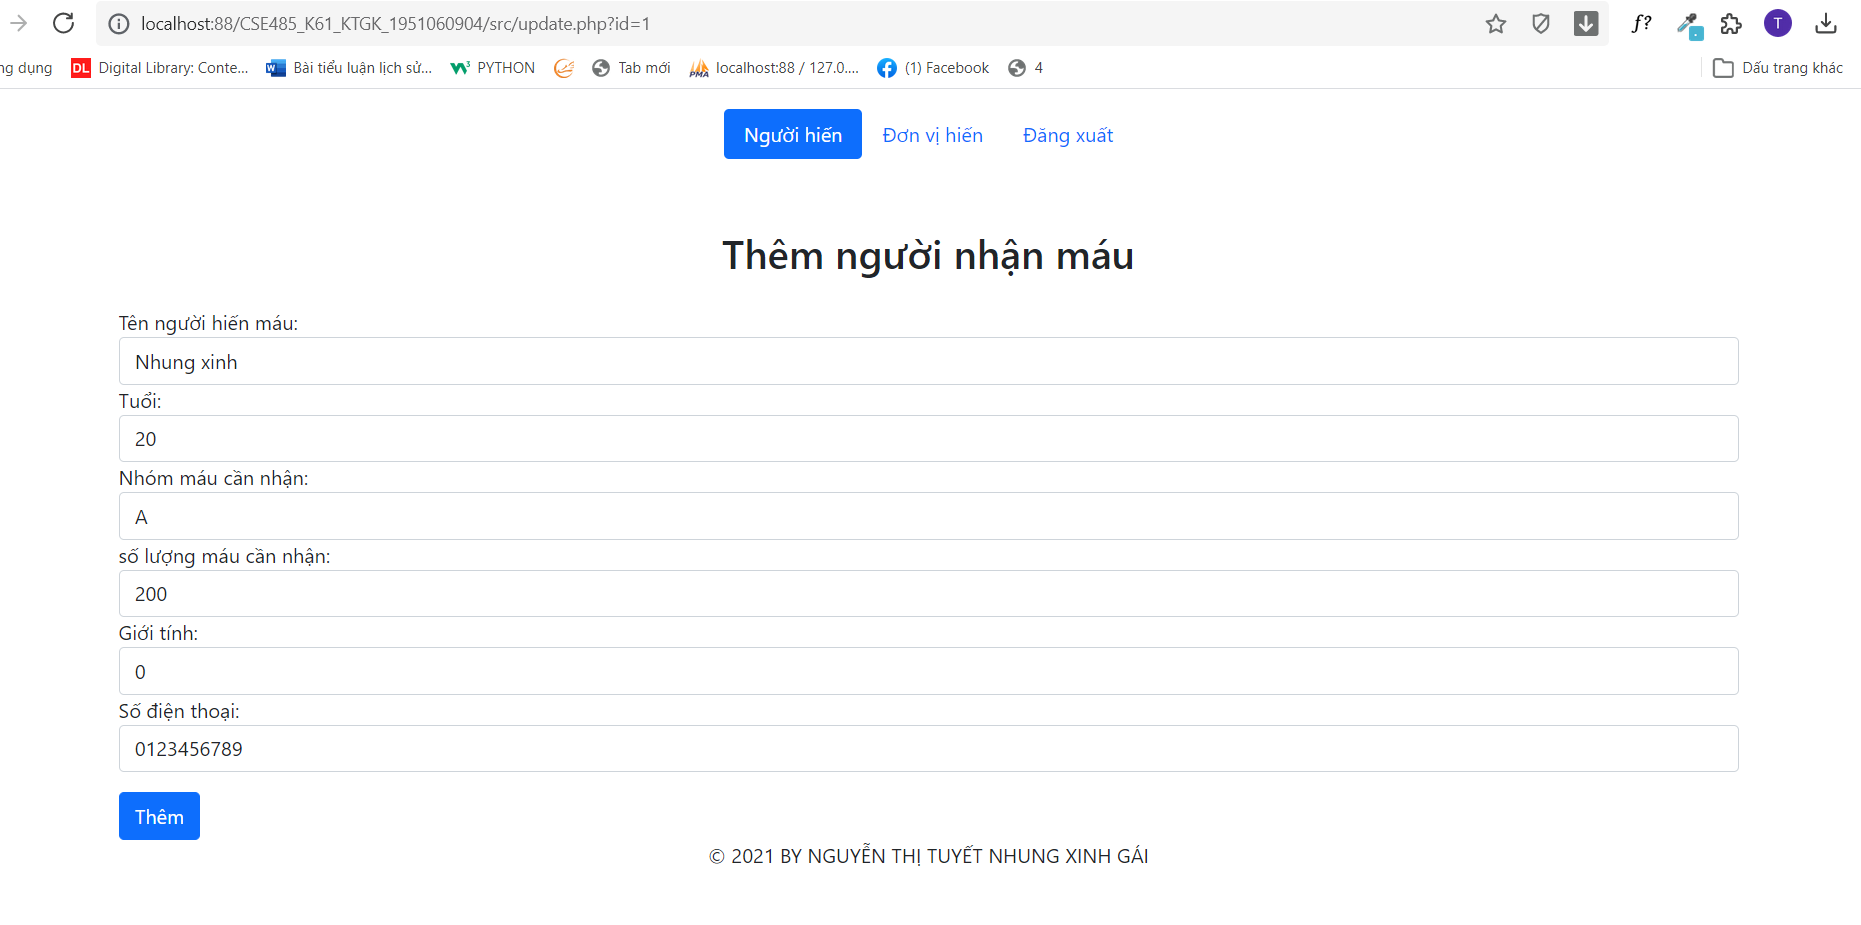 localhost:88/CSE485_K61_KTGK_1951060904/src/update.php?id=1
f?
T
ng dụng
DL Digital Library: Conte...
W Bài tiểu luận lịch sử...
W3 PYTHON
Tab mới
PMA localhost:88 / 127.0....
(1) Facebook
4
Dấu trang khác
Người hiến
Đơn vị hiến
Đăng xuất
Thêm người nhận máu
Tên người hiến máu:
Nhung xinh
Tuổi:
20
Nhóm máu cần nhận:
A
số lượng máu cần nhận:
200
Giới tính:
0
Số điện thoại:
0123456789
Thêm
© 2021 BY NGUYỄN THỊ TUYẾT NHUNG XINH GÁI